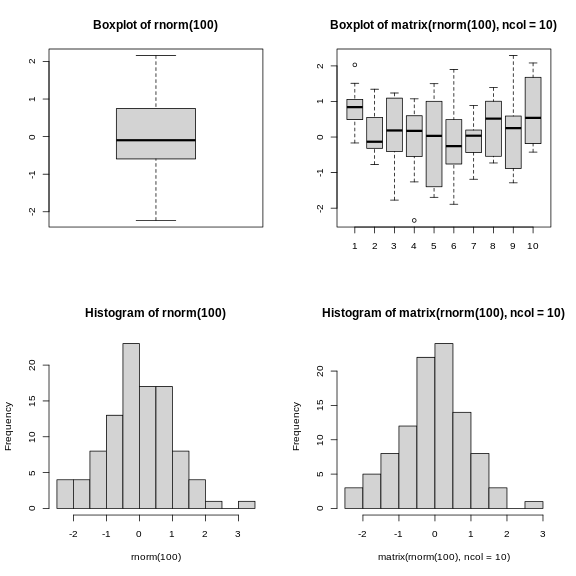 Boxplot of rnorm(100)
2
1
0
-1
-2
Boxplot of matrix(rnorm(100), ncol = 10)
2
1
0
-1
-2
1 2 3 4 5 6 7 8 9 10
Histogram of rnorm(100)
Frequency
20
15
10
5
0
-2 -1 0 1 2 3
rnorm(100)
Histogram of matrix(rnorm(100), ncol = 10)
Frequency
20
15
10
5
0
-2 -1 0 1 2 3
matrix(rnorm(100), ncol = 10)